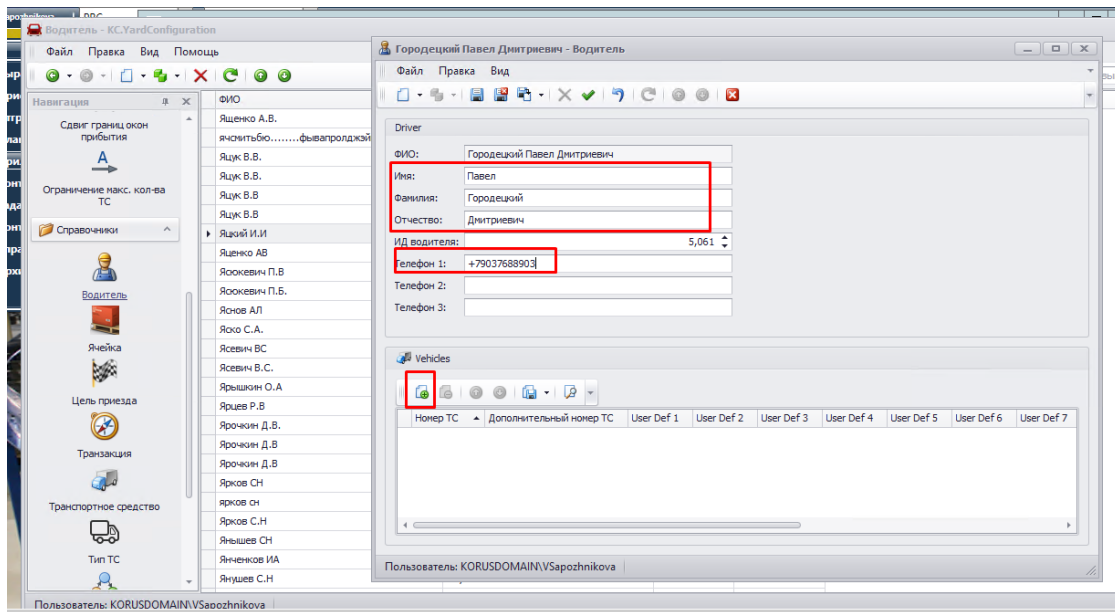 Водитель - KC.YardConfiguration
Файл Правка Вид Помощь
Навигация
Сдвиг границ окон
прибытия
Ограничение макс. кол-ва
ТС
Справочники
Водитель
Ячейка
Цель приезда
Транзакция
Транспортное средство
Тип ТС
ФИО
Ященко А.В.
ячсмитьбю........фывапролджэй
Яцук В.В.
Яцук В.В.
Яцук В.В
Яцук В.В
Яцкий И.И
Яценко АВ
Ясюкевич П.В
Ясюкевич П.Б.
Яснов АЛ
Яско С.А.
Ясевич ВС
Ясевич В.С.
Ярышкин О.А
Ярцев Р.В
Ярочкин Д.В.
Ярочкин Д.В
Ярочкин Д.В
Ярков СН
ярков сн
Ярков С.Н
Янышев СН
Янченков ИА
Янушев С.Н
Пользователь: KORUSDOMAIN\VSapozhnikova
Городецкий Павел Дмитриевич - Водитель
Файл Правка Вид
Driver
ФИО: Городецкий Павел Дмитриевич
Имя: Павел
Фамилия: Городецкий
Отчество: Дмитриевич
ИД водителя: 5,061
Телефон 1: +79037688903
Телефон 2:
Телефон 3:
Vehicles
Номер ТС Дополнительный номер ТС User Def 1 User Def 2 User Def 3 User Def 4 User Def 5 User Def 6 User Def 7
Пользователь: KORUSDOMAIN\VSapozhnikova